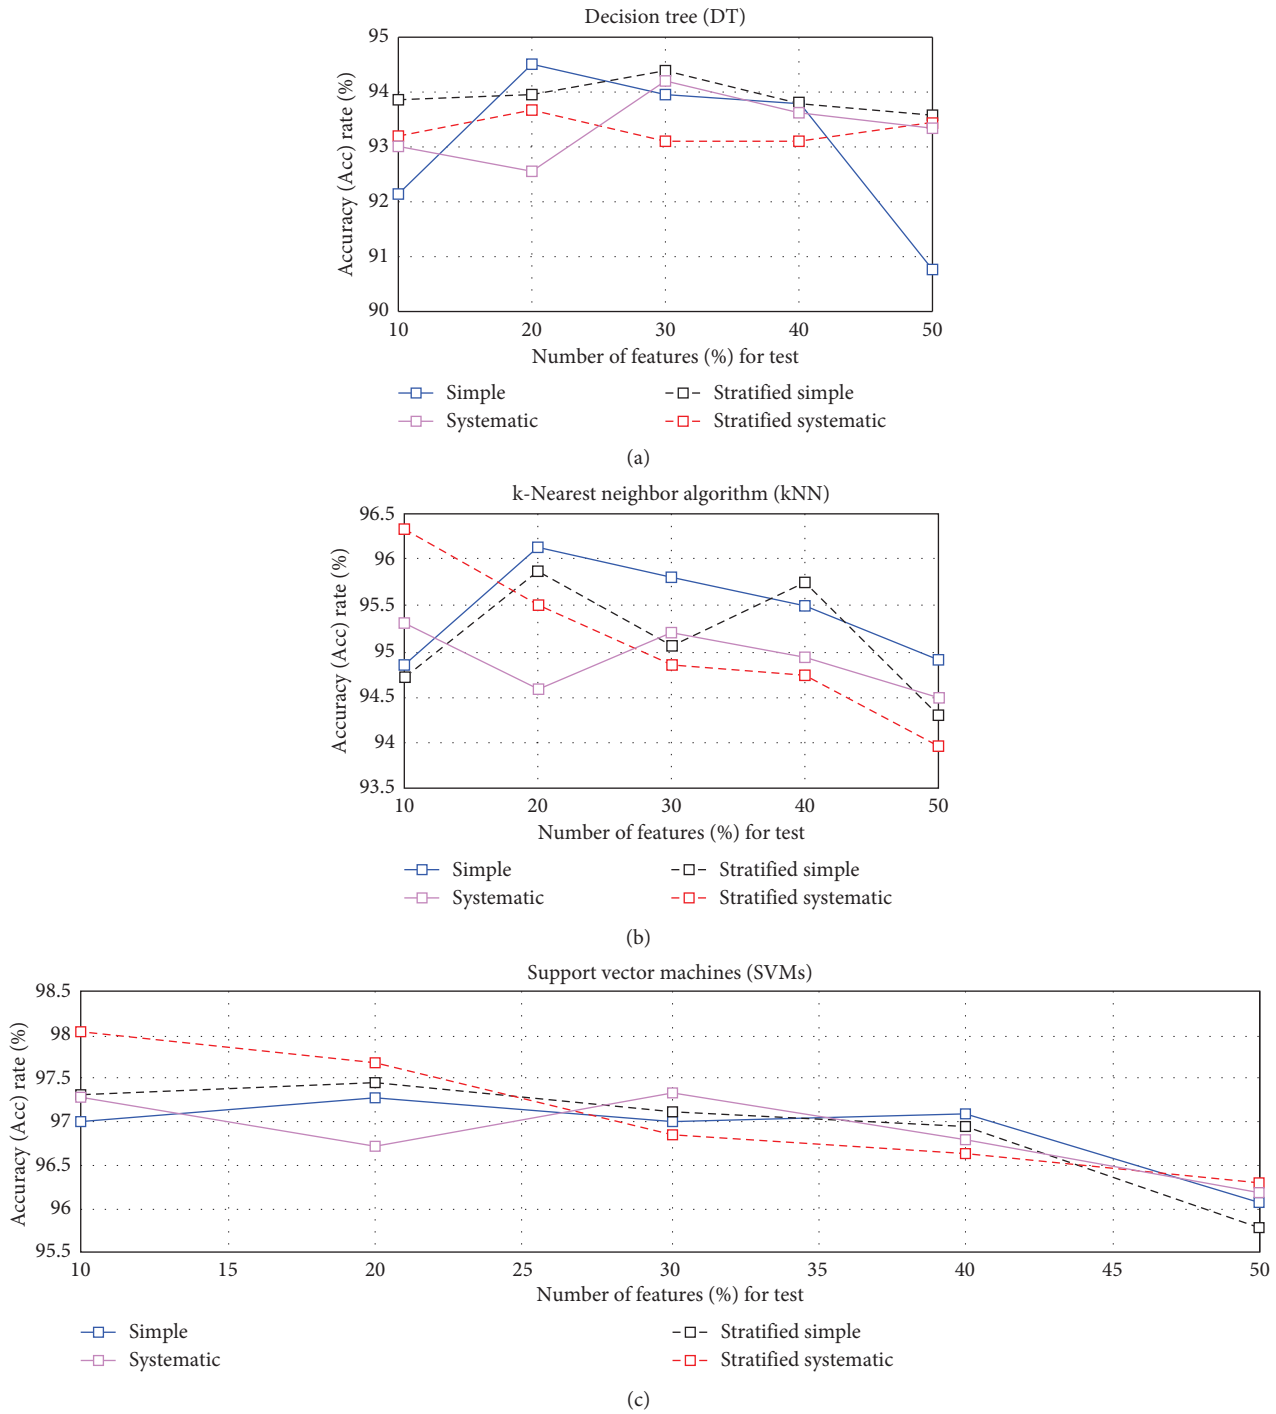 Decision tree (DT)
95
94
93
92
91
90
Accuracy (Acc) rate (%)
10 20 30 40 50
Number of features (%) for test
Simple Stratified simple
Systematic Stratified systematic
(a)
k-Nearest neighbor algorithm (kNN)
96.5
96
95.5
95
94.5
94
93.5
Accuracy (Acc) rate (%)
10 20 30 40 50
Number of features (%) for test
Simple Stratified simple
Systematic Stratified systematic
(b)
Support vector machines (SVMs)
98.5
98
97.5
97
96.5
96
95.5
Accuracy (Acc) rate (%)
10 15 20 25 30 35 40 45 50
Number of features (%) for test
Simple Stratified simple
Systematic Stratified systematic
(c)